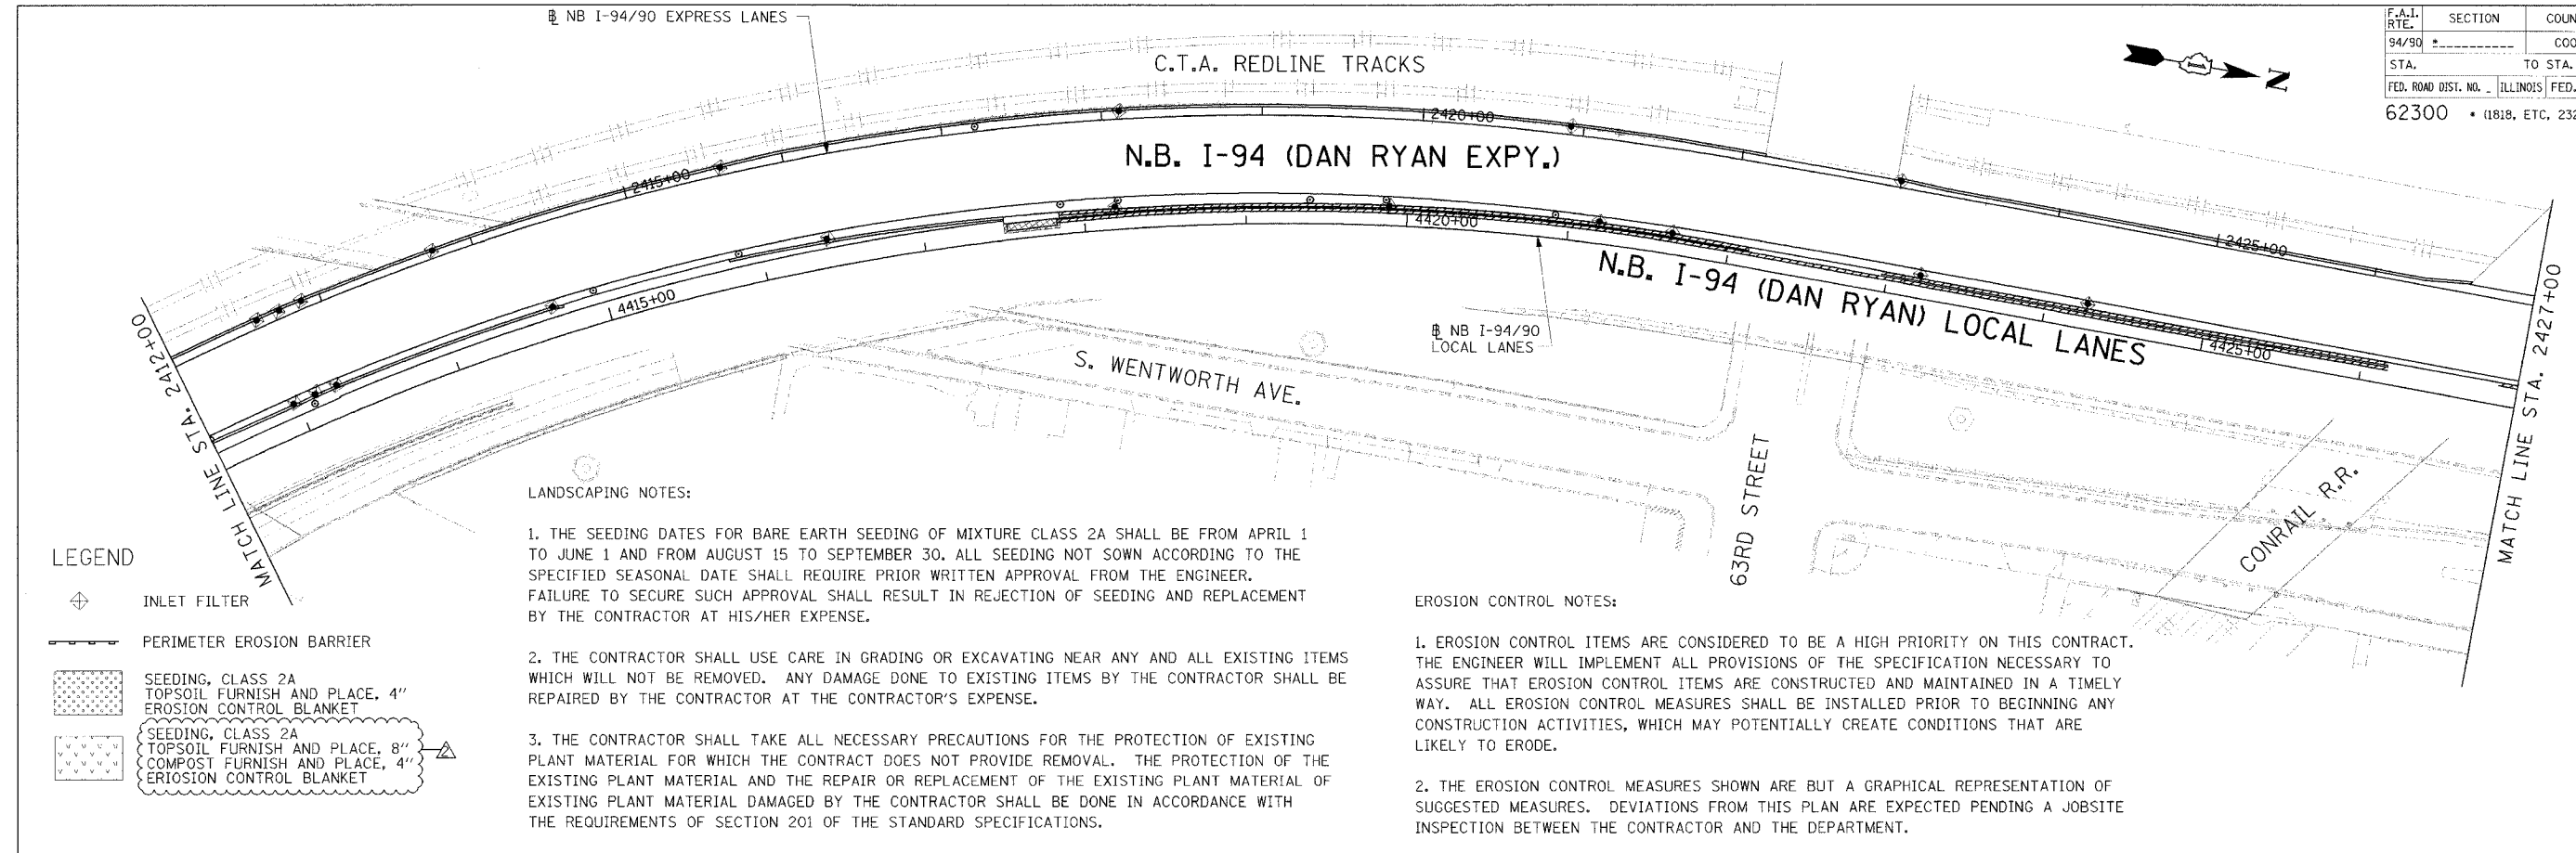 ℄ NB I-94/90 EXPRESS LANES
C.T.A. REDLINE TRACKS
N
F.A.I. RTE. SECTION COUN
94/90 *__________ COO
STA. TO STA.
FED. ROAD DIST. NO. _ ILLINOIS FED.
62300 * (1818, ETC, 232
2415+00
2420+00
N.B. I-94 (DAN RYAN EXPY.)
2425+00
4415+00
4420+00
4425+00
N.B. I-94 (DAN RYAN) LOCAL LANES
℄ NB I-94/90
LOCAL LANES
S. WENTWORTH AVE.
63RD STREET
CONRAIL R.R.
MATCH LINE STA. 2412+00
MATCH LINE STA. 2427+00
LEGEND
INLET FILTER
PERIMETER EROSION BARRIER
SEEDING, CLASS 2A
TOPSOIL FURNISH AND PLACE, 4"
EROSION CONTROL BLANKET
SEEDING, CLASS 2A
TOPSOIL FURNISH AND PLACE, 8"
COMPOST FURNISH AND PLACE, 4"
ERIOSION CONTROL BLANKET
2
LANDSCAPING NOTES:
1. THE SEEDING DATES FOR BARE EARTH SEEDING OF MIXTURE CLASS 2A SHALL BE FROM APRIL 1
TO JUNE 1 AND FROM AUGUST 15 TO SEPTEMBER 30. ALL SEEDING NOT SOWN ACCORDING TO THE
SPECIFIED SEASONAL DATE SHALL REQUIRE PRIOR WRITTEN APPROVAL FROM THE ENGINEER.
FAILURE TO SECURE SUCH APPROVAL SHALL RESULT IN REJECTION OF SEEDING AND REPLACEMENT
BY THE CONTRACTOR AT HIS/HER EXPENSE.
2. THE CONTRACTOR SHALL USE CARE IN GRADING OR EXCAVATING NEAR ANY AND ALL EXISTING ITEMS
WHICH WILL NOT BE REMOVED. ANY DAMAGE DONE TO EXISTING ITEMS BY THE CONTRACTOR SHALL BE
REPAIRED BY THE CONTRACTOR AT THE CONTRACTOR'S EXPENSE.
3. THE CONTRACTOR SHALL TAKE ALL NECESSARY PRECAUTIONS FOR THE PROTECTION OF EXISTING
PLANT MATERIAL FOR WHICH THE CONTRACT DOES NOT PROVIDE REMOVAL. THE PROTECTION OF THE
EXISTING PLANT MATERIAL AND THE REPAIR OR REPLACEMENT OF THE EXISTING PLANT MATERIAL OF
EXISTING PLANT MATERIAL DAMAGED BY THE CONTRACTOR SHALL BE DONE IN ACCORDANCE WITH
THE REQUIREMENTS OF SECTION 201 OF THE STANDARD SPECIFICATIONS.
EROSION CONTROL NOTES:
1. EROSION CONTROL ITEMS ARE CONSIDERED TO BE A HIGH PRIORITY ON THIS CONTRACT.
THE ENGINEER WILL IMPLEMENT ALL PROVISIONS OF THE SPECIFICATION NECESSARY TO
ASSURE THAT EROSION CONTROL ITEMS ARE CONSTRUCTED AND MAINTAINED IN A TIMELY
WAY. ALL EROSION CONTROL MEASURES SHALL BE INSTALLED PRIOR TO BEGINNING ANY
CONSTRUCTION ACTIVITIES, WHICH MAY POTENTIALLY CREATE CONDITIONS THAT ARE
LIKELY TO ERODE.
2. THE EROSION CONTROL MEASURES SHOWN ARE BUT A GRAPHICAL REPRESENTATION OF
SUGGESTED MEASURES. DEVIATIONS FROM THIS PLAN ARE EXPECTED PENDING A JOBSITE
INSPECTION BETWEEN THE CONTRACTOR AND THE DEPARTMENT.